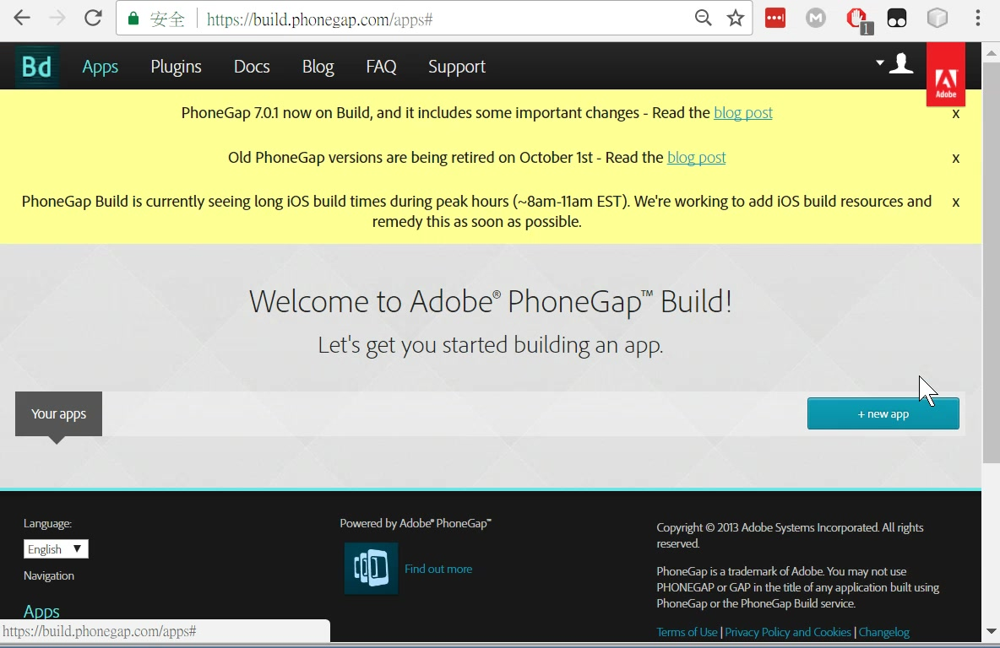 安全 https://build.phonegap.com/apps#
1
Bd Apps Plugins Docs Blog FAQ Support
Adobe
PhoneGap 7.0.1 now on Build, and it includes some important changes - Read the blog post x
Old PhoneGap versions are being retired on October 1st - Read the blog post x
PhoneGap Build is currently seeing long iOS build times during peak hours (~8am-11am EST). We're working to add iOS build resources and x
remedy this as soon as possible.
Welcome to Adobe® PhoneGap™ Build!
Let's get you started building an app.
Your apps
+ new app
Language:
English
Navigation
Apps
Powered by Adobe® PhoneGap™
Find out more
Copyright © 2013 Adobe Systems Incorporated. All rights
reserved.
PhoneGap is a trademark of Adobe. You may not use
PHONEGAP or GAP in the title of any application built using
PhoneGap or the PhoneGap Build service.
Terms of Use | Privacy Policy and Cookies | Changelog
https://build.phonegap.com/apps#